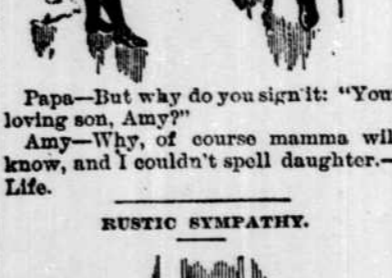 Papa—But why do you sign it: "You
loving son, Amy?"
Amy—Why, of course mamma wil
know, and I couldn't spell daughter.—
Life.
RUSTIC SYMPATHY.